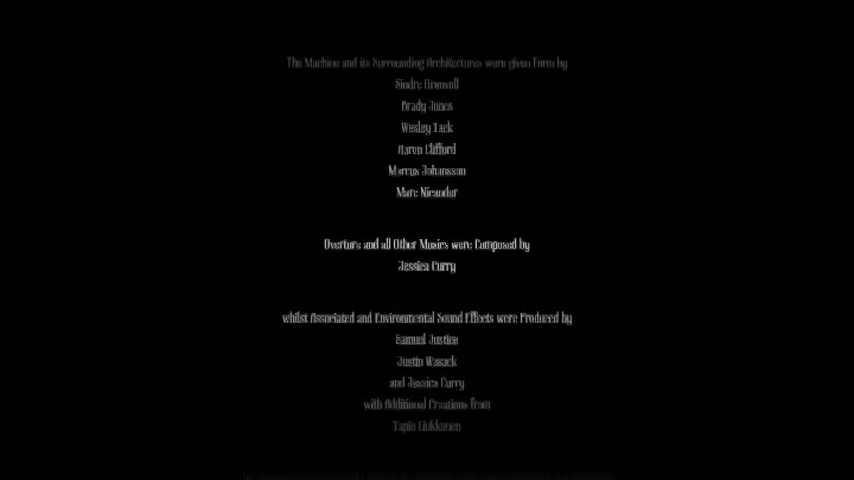 The Machine and its Surrounding Architectures were given Form by
Sindre Grønvoll
Brady Jones
Wesley Tack
Aaron Clifford
Marcus Johansson
Marc Nicander
Overture and all Other Musics were Composed by
Jessica Curry
whilst Associated and Environmental Sound Effects were Produced by
Samuel Justice
Justin Wasack
and Jessica Curry
with Additional Creations from
Tapio Liukkonen